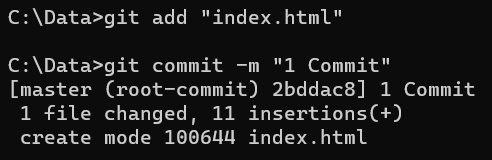 C:\Data>git add "index.html"
C:\Data>git commit -m "1 Commit"
[master (root-commit) 2bddac8] 1 Commit
 1 file changed, 11 insertions(+)
 create mode 100644 index.html